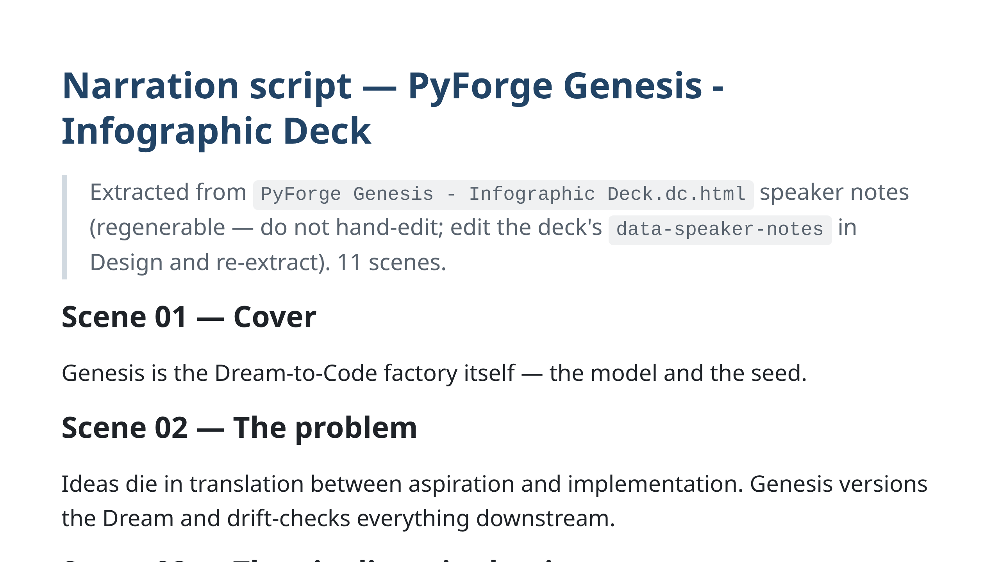 Narration script — PyForge Genesis -
Infographic Deck
Extracted from PyForge Genesis - Infographic Deck.dc.html speaker notes
(regenerable — do not hand-edit; edit the deck's data-speaker-notes in
Design and re-extract). 11 scenes.
Scene 01 — Cover
Genesis is the Dream-to-Code factory itself — the model and the seed.
Scene 02 — The problem
Ideas die in translation between aspiration and implementation. Genesis versions
the Dream and drift-checks everything downstream.